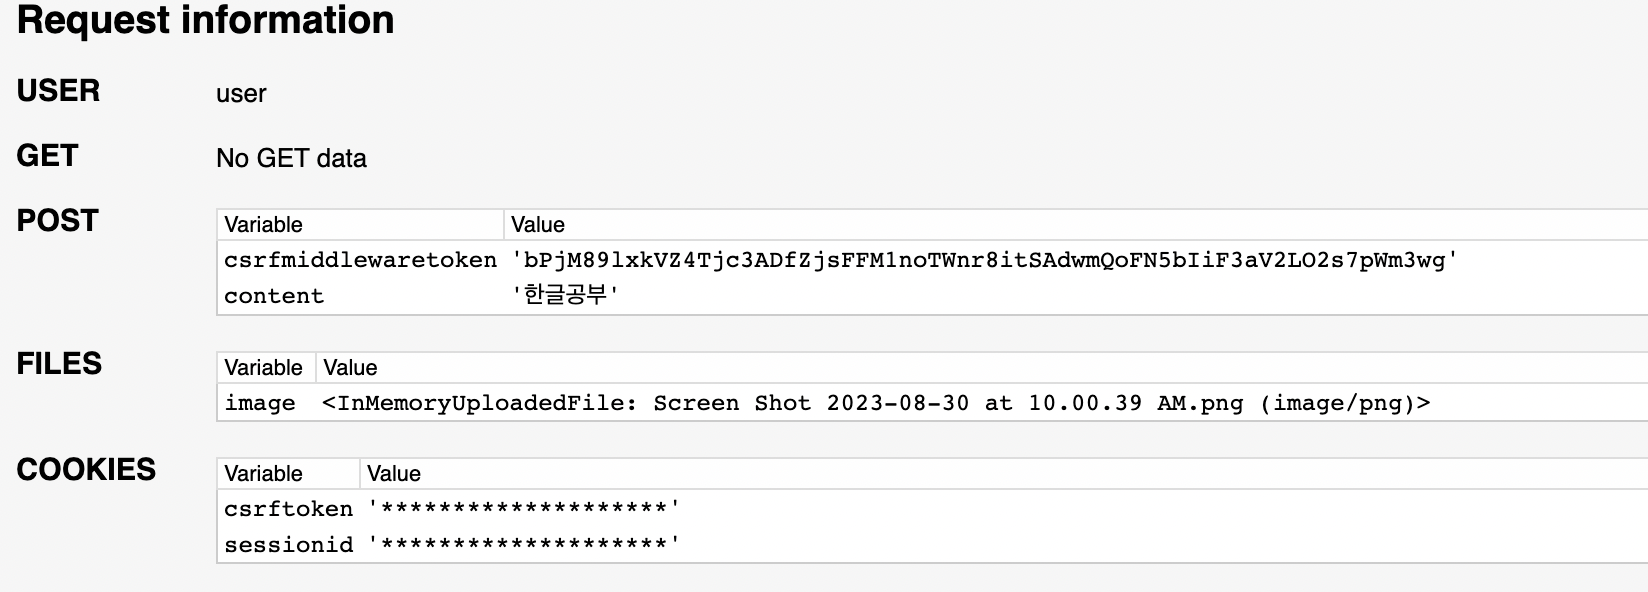 Request information
USER user
GET No GET data
POST Variable Value
csrfmiddlewaretoken 'bPjM89lxkVZ4Tjc3ADfZjsFFM1noTWnr8itSAdwmQoFN5bIiF3aV2LO2s7pWm3wg'
content '한글공부'
FILES Variable Value
image <InMemoryUploadedFile: Screen Shot 2023-08-30 at 10.00.39 AM.png (image/png)>
COOKIES Variable Value
csrftoken '********************'
sessionid '********************'